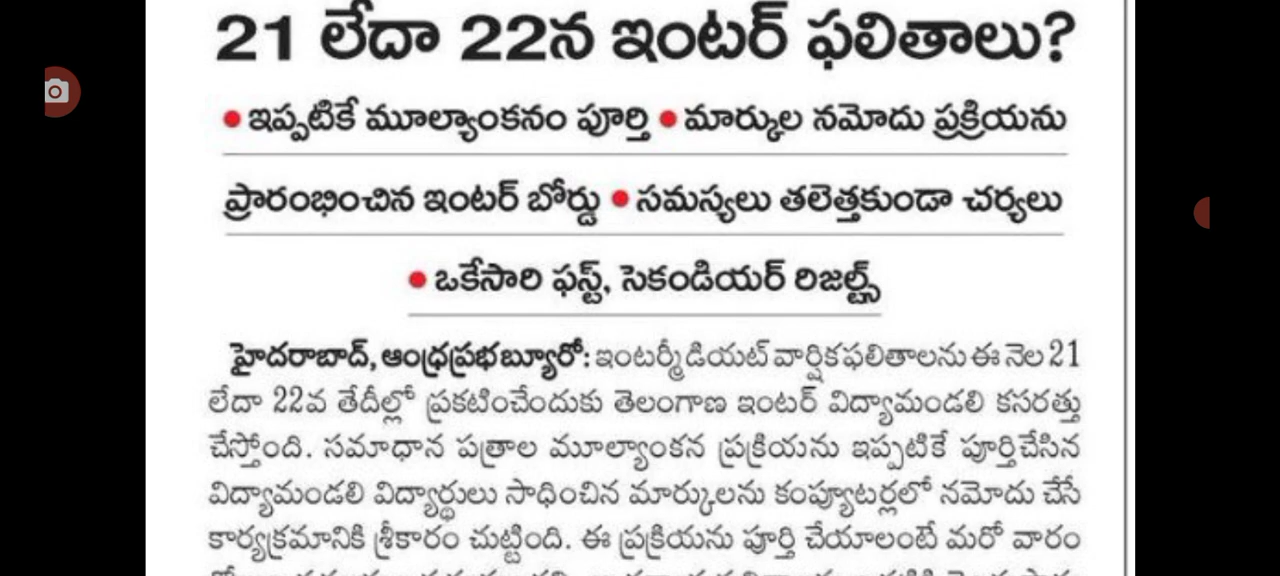 21 లేదా 22న ఇంటర్ ఫలితాలు?
● ఇప్పటికే మూల్యాంకనం పూర్తి ● మార్కుల నమోదు ప్రక్రియను
ప్రారంభించిన ఇంటర్ బోర్డు ● సమస్యలు తలెత్తకుండా చర్యలు
● ఒకేసారి ఫస్ట్, సెకండియర్ రిజల్ట్స్
హైదరాబాద్, ఆంధ్రప్రభబ్యూరో: ఇంటర్మీడియట్ వార్షికఫలితాలను ఈ నెల 21
లేదా 22వ తేదీల్లో ప్రకటించేందుకు తెలంగాణ ఇంటర్ విద్యామండలి కసరత్తు
చేస్తోంది. సమాధాన పత్రాల మూల్యాంకన ప్రక్రియను ఇప్పటికే పూర్తిచేసిన
విద్యామండలి విద్యార్థులు సాధించిన మార్కులను కంప్యూటర్లలో నమోదు చేసే
కార్యక్రమానికి శ్రీకారం చుట్టింది. ఈ ప్రక్రియను పూర్తి చేయాలంటే మరో వారం